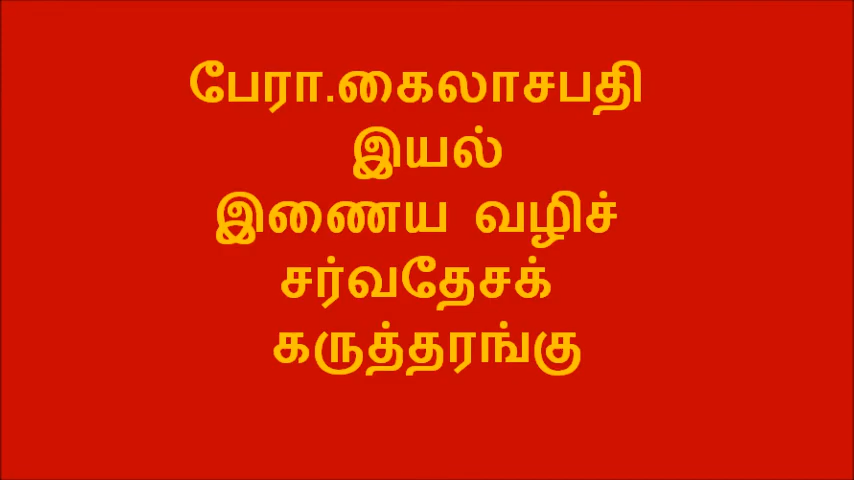 பேரா.கைலாசபதி
இயல்
இணைய வழிச்
சர்வதேசக்
கருத்தரங்கு